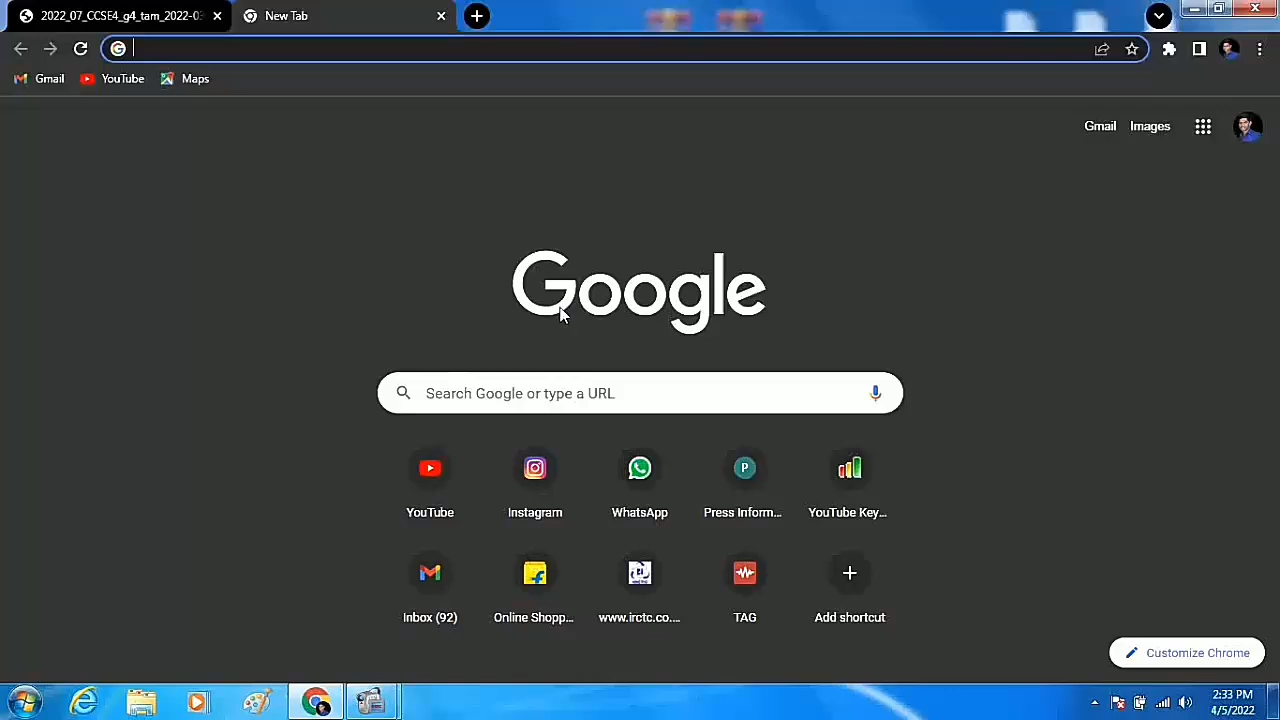 2022_07_CCSE4_g4_tam_2022-03
New Tab
Gmail
YouTube
Maps
Gmail
Images
Google
Search Google or type a URL
YouTube
Instagram
WhatsApp
P
Press Inform...
YouTube Key...
Inbox (92)
Online Shopp...
www.irctc.co....
TAG
Add shortcut
Customize Chrome
2:33 PM
4/5/2022